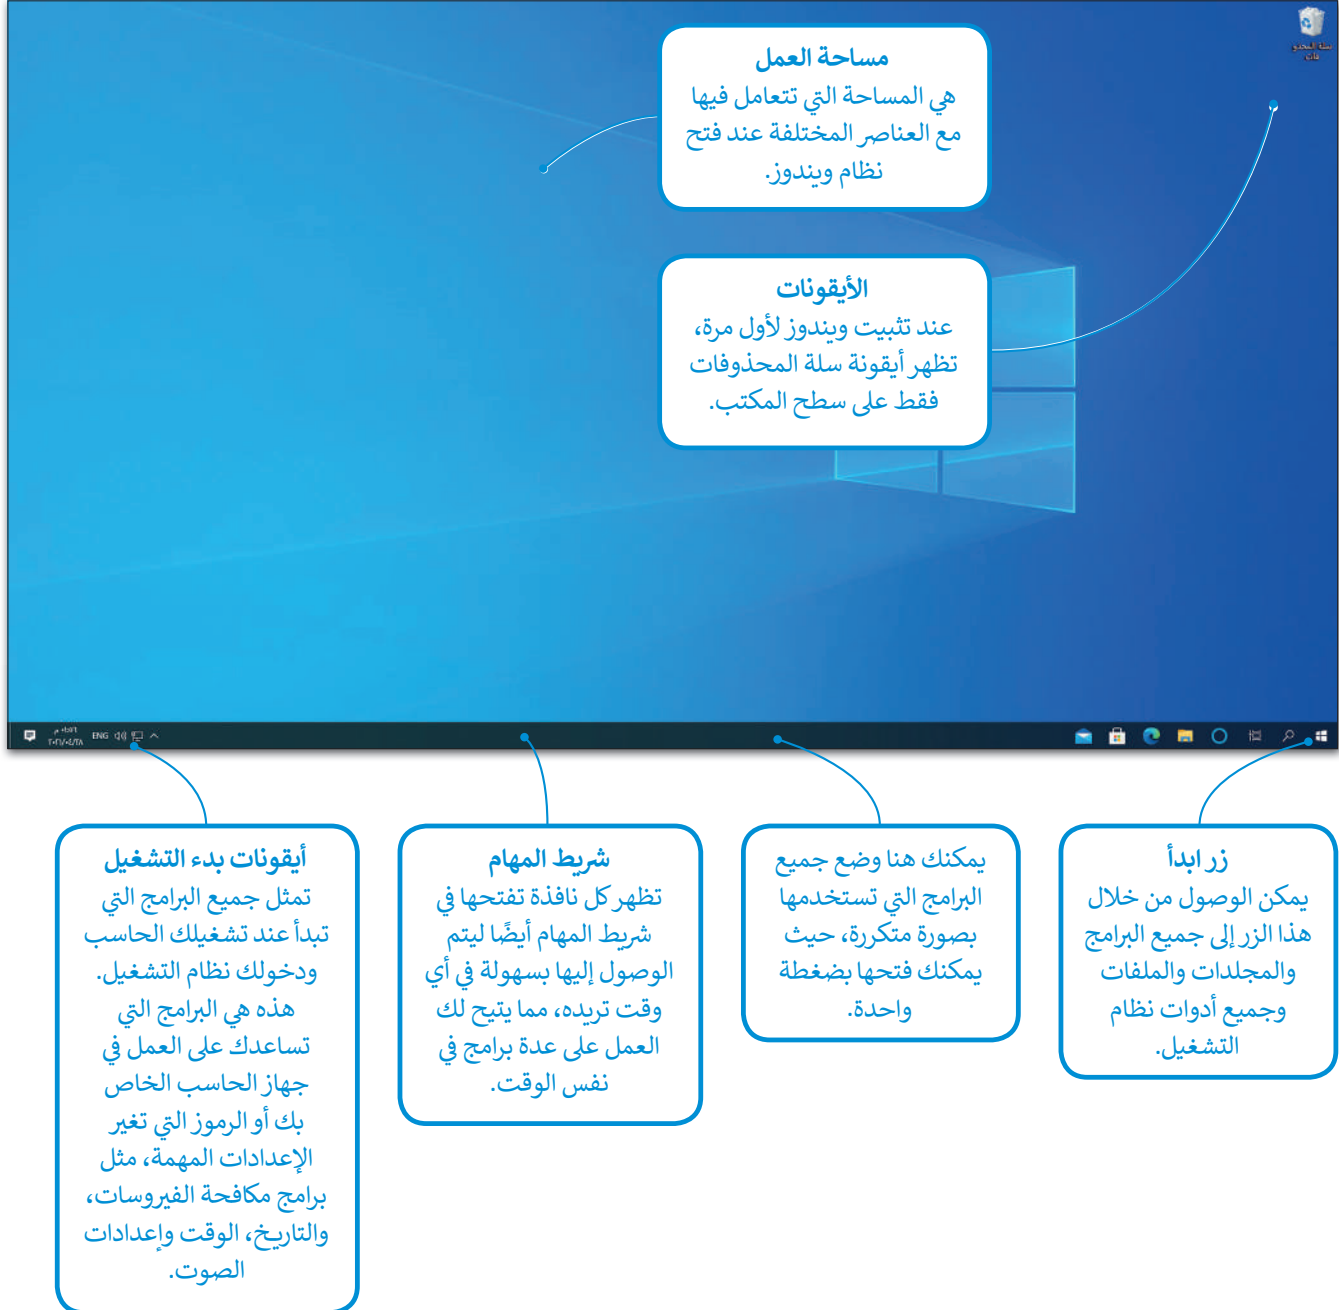 مساحة العمل
هي المساحة التي تتعامل فيها
مع العناصر المختلفة عند فتح
نظام ويندوز.
الأيقونات
عند تثبيت ويندوز لأول مرة،
تظهر أيقونة سلة المحذوفات
فقط على سطح المكتب.
ENG
زر ابدأ
يمكن الوصول من خلال
هذا الزر إلى جميع البرامج
والمجلدات والملفات
وجميع أدوات نظام
التشغيل.
يمكنك هنا وضع جميع
البرامج التي تستخدمها
بصورة متكررة، حيث
يمكنك فتحها بضغطة
واحدة.
شريط المهام
تظهر كل نافذة تفتحها في
شريط المهام أيضًا ليتم
الوصول إليها بسهولة في أي
وقت تريده، مما يتيح لك
العمل على عدة برامج في
نفس الوقت.
أيقونات بدء التشغيل
تمثل جميع البرامج التي
تبدأ عند تشغيلك الحاسب
ودخولك نظام التشغيل.
هذه هي البرامج التي
تساعدك على العمل في
جهاز الحاسب الخاص
بك أو الرموز التي تغير
الإعدادات المهمة، مثل
برامج مكافحة الفيروسات،
والتاريخ، الوقت وإعدادات
الصوت.